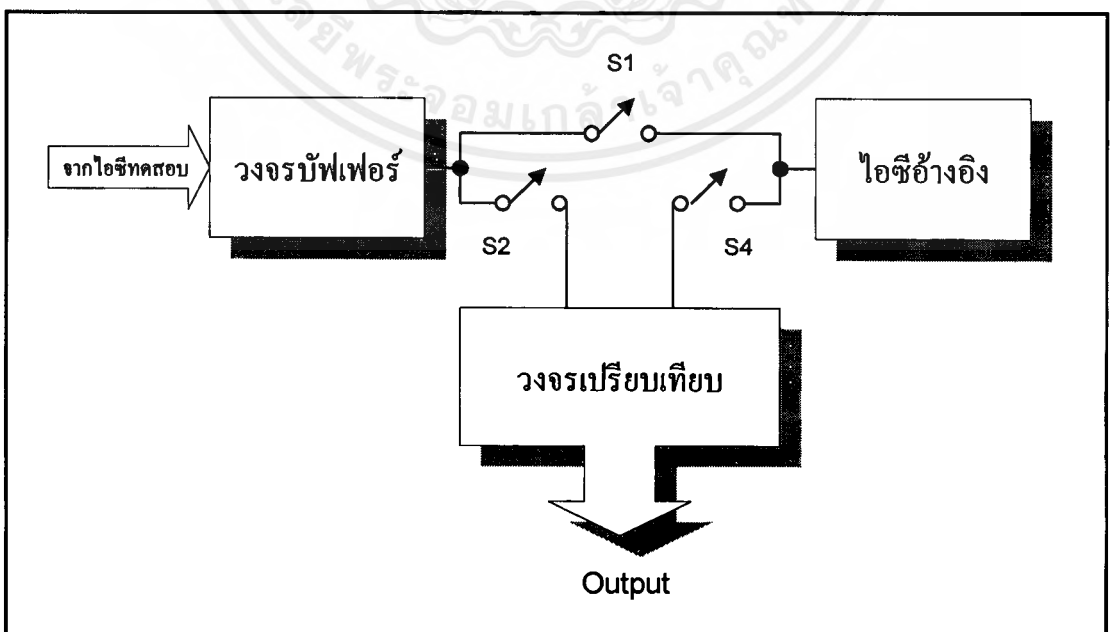 S1
จากไอซีทดสอบ
วงจรบัฟเฟอร์
ไอซีอ้างอิง
S2
S4
วงจรเปรียบเทียบ
Output